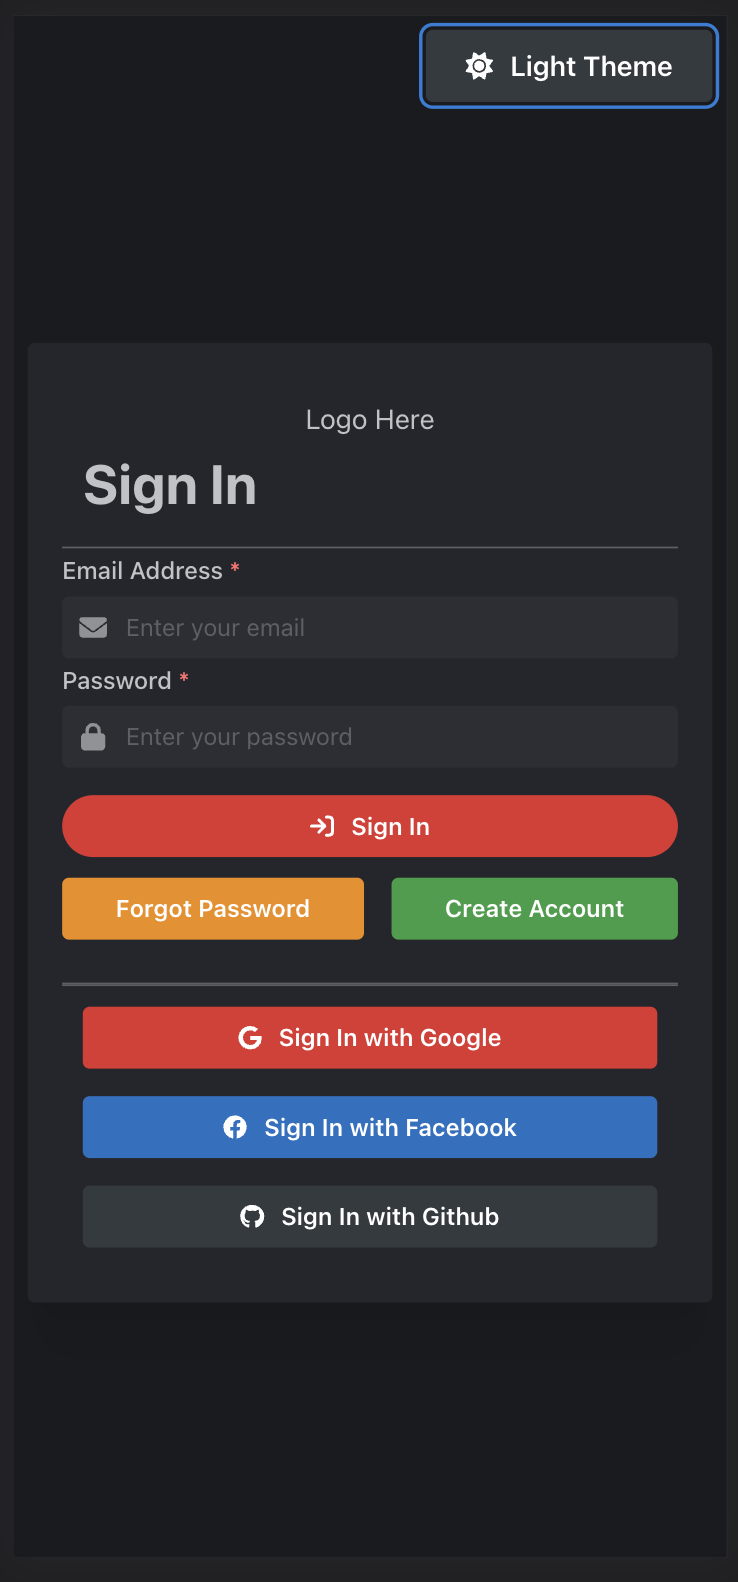 Light Theme
Logo Here
Sign In
Email Address *
Enter your email
Password *
Enter your password
Sign In
Forgot Password
Create Account
Sign In with Google
Sign In with Facebook
Sign In with Github